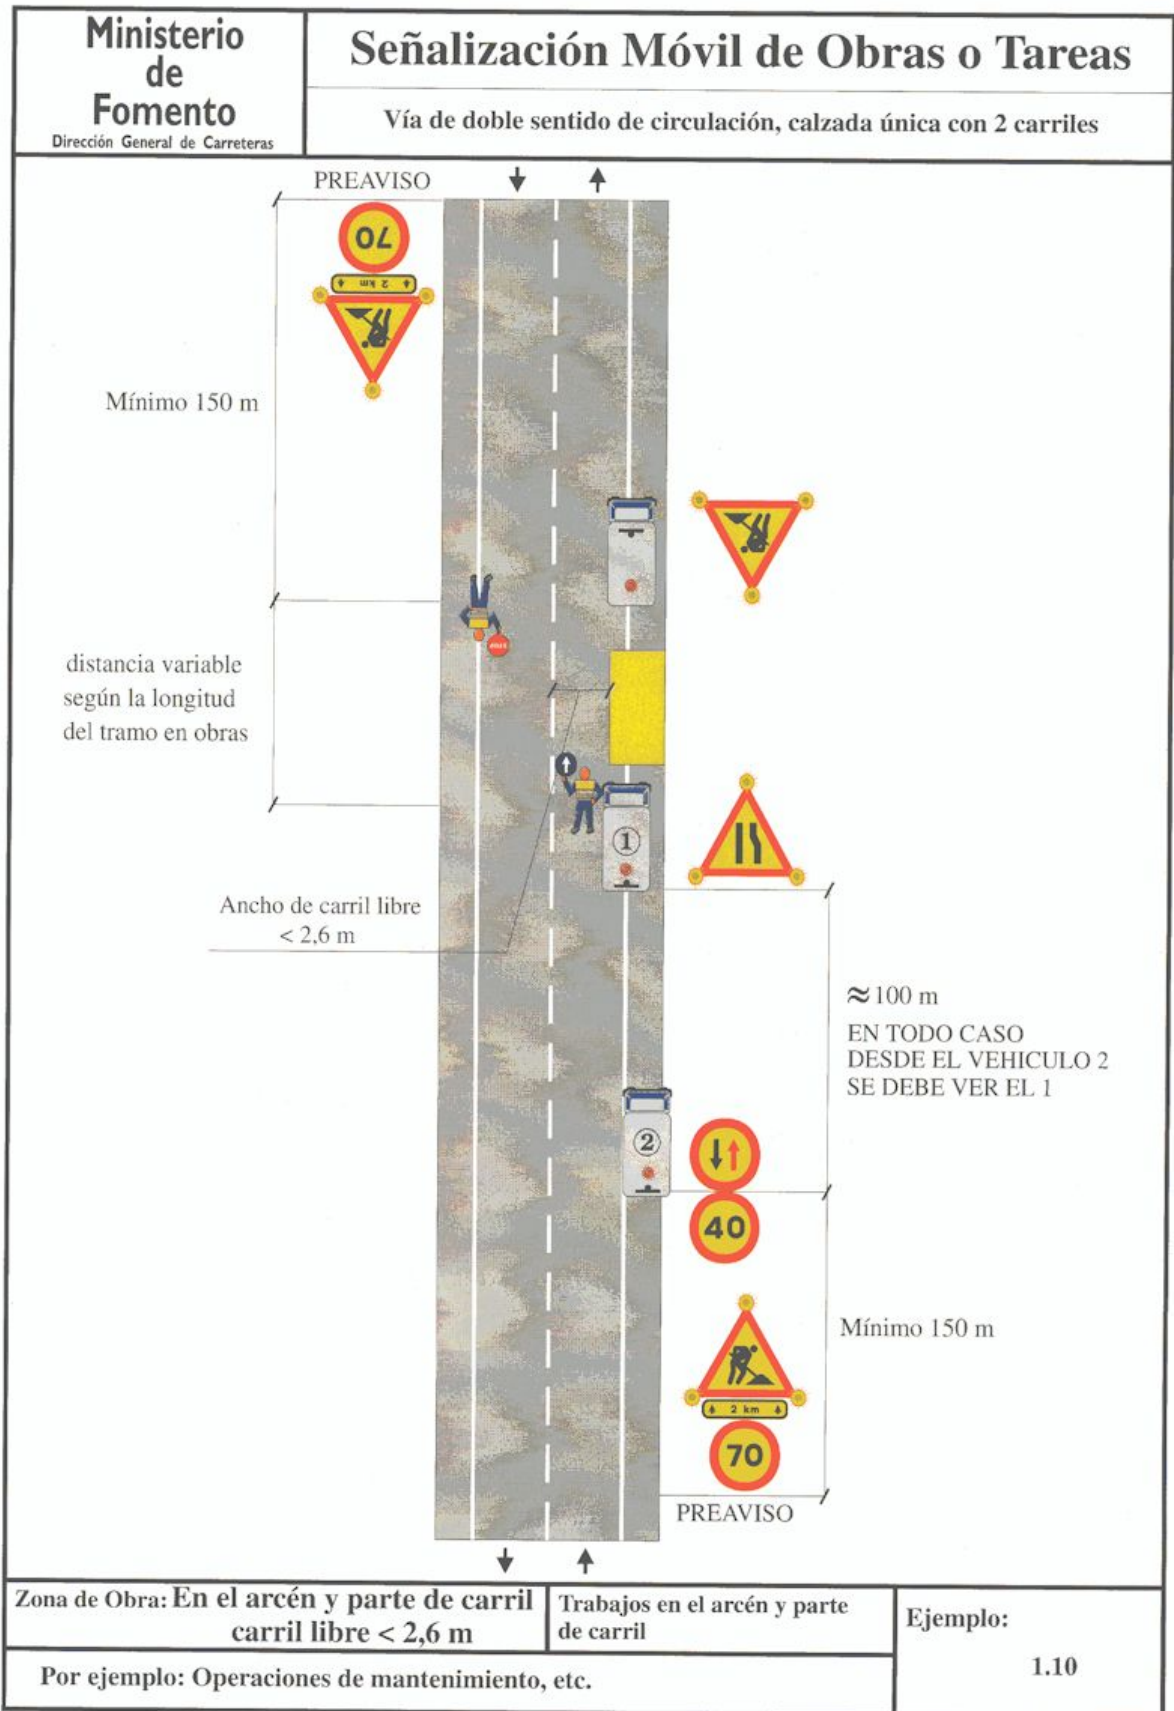 Ministerio
de
Fomento
Dirección General de Carreteras
Señalización Móvil de Obras o Tareas
Vía de doble sentido de circulación, calzada única con 2 carriles
PREAVISO
70
2 km
Mínimo 150 m
distancia variable
según la longitud
del tramo en obras
1
Ancho de carril libre
< 2,6 m
≈100 m
EN TODO CASO
DESDE EL VEHICULO 2
SE DEBE VER EL 1
2
40
Mínimo 150 m
2 km
70
PREAVISO
Zona de Obra: En el arcén y parte de carril
carril libre < 2,6 m
Trabajos en el arcén y parte
de carril
Ejemplo:
1.10
Por ejemplo: Operaciones de mantenimiento, etc.